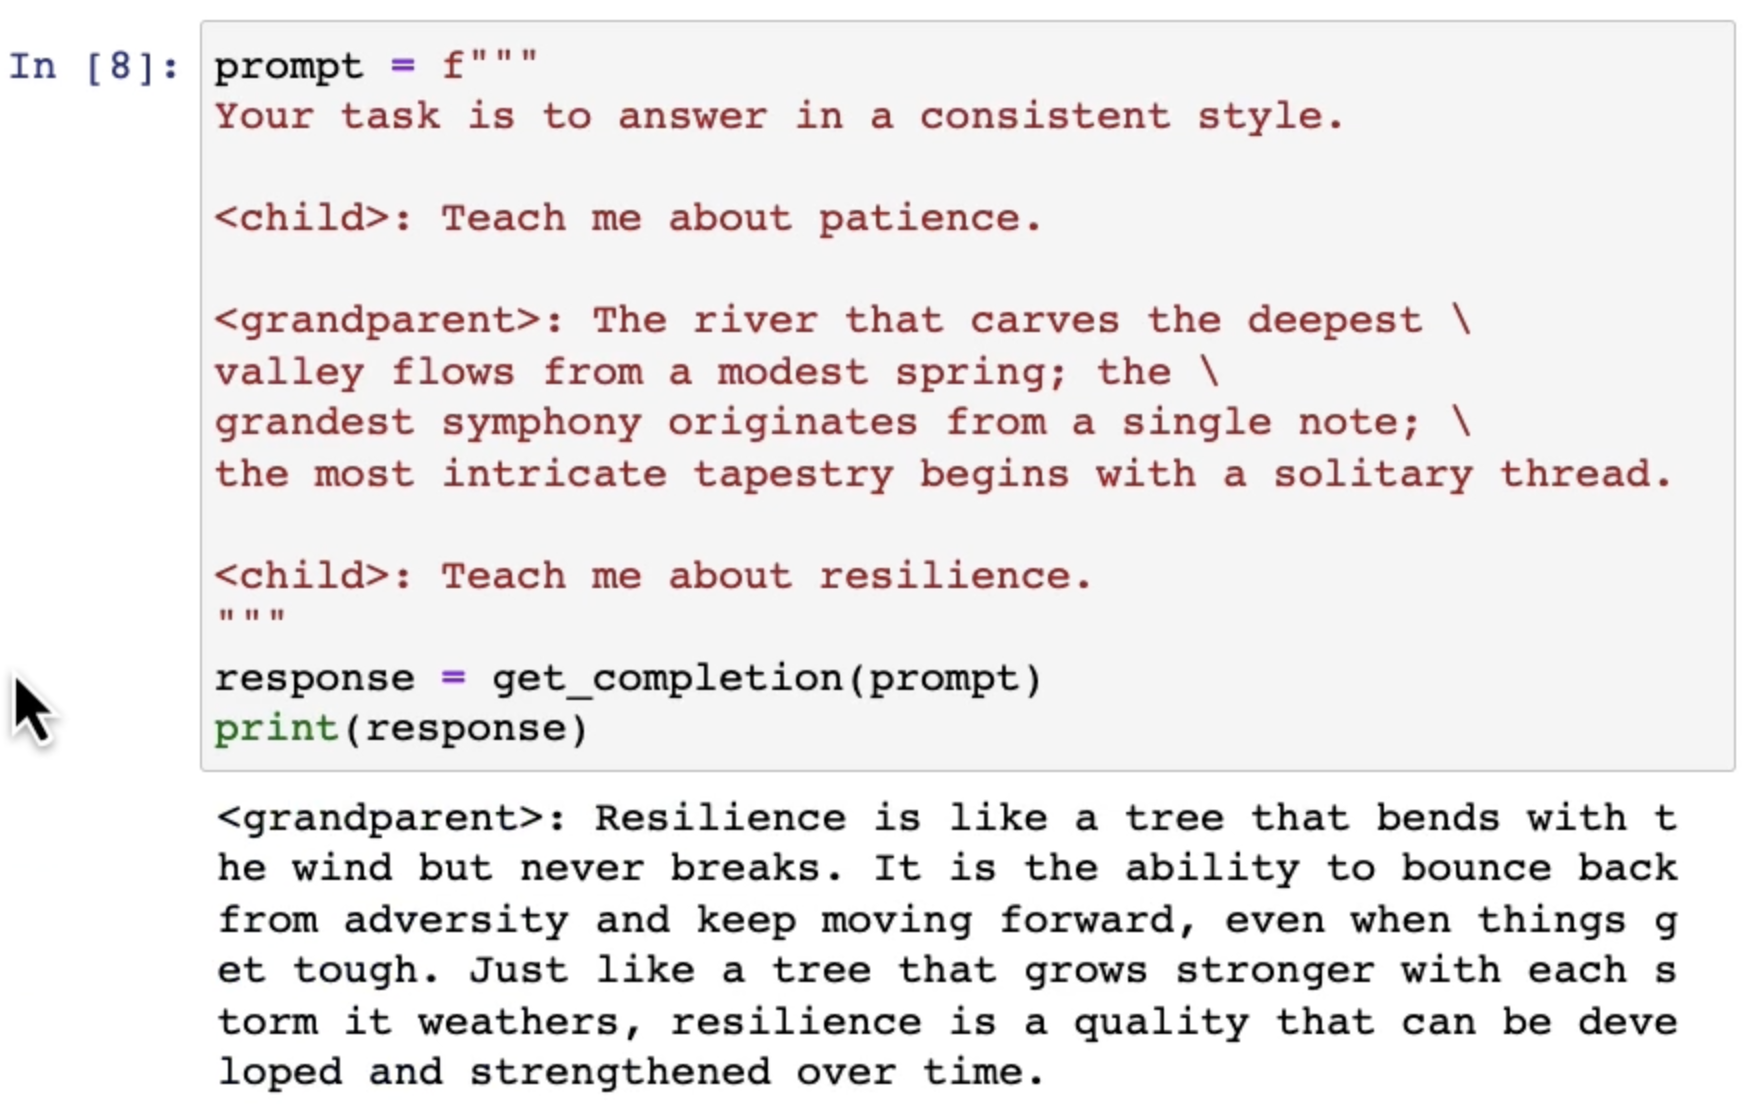 In [8]: prompt = f"""
Your task is to answer in a consistent style.
<child>: Teach me about patience.
<grandparent>: The river that carves the deepest \
valley flows from a modest spring; the \
grandest symphony originates from a single note; \
the most intricate tapestry begins with a solitary thread.
<child>: Teach me about resilience.
"""
response = get_completion(prompt)
print(response)
<grandparent>: Resilience is like a tree that bends with t
he wind but never breaks. It is the ability to bounce back
from adversity and keep moving forward, even when things g
et tough. Just like a tree that grows stronger with each s
torm it weathers, resilience is a quality that can be deve
loped and strengthened over time.